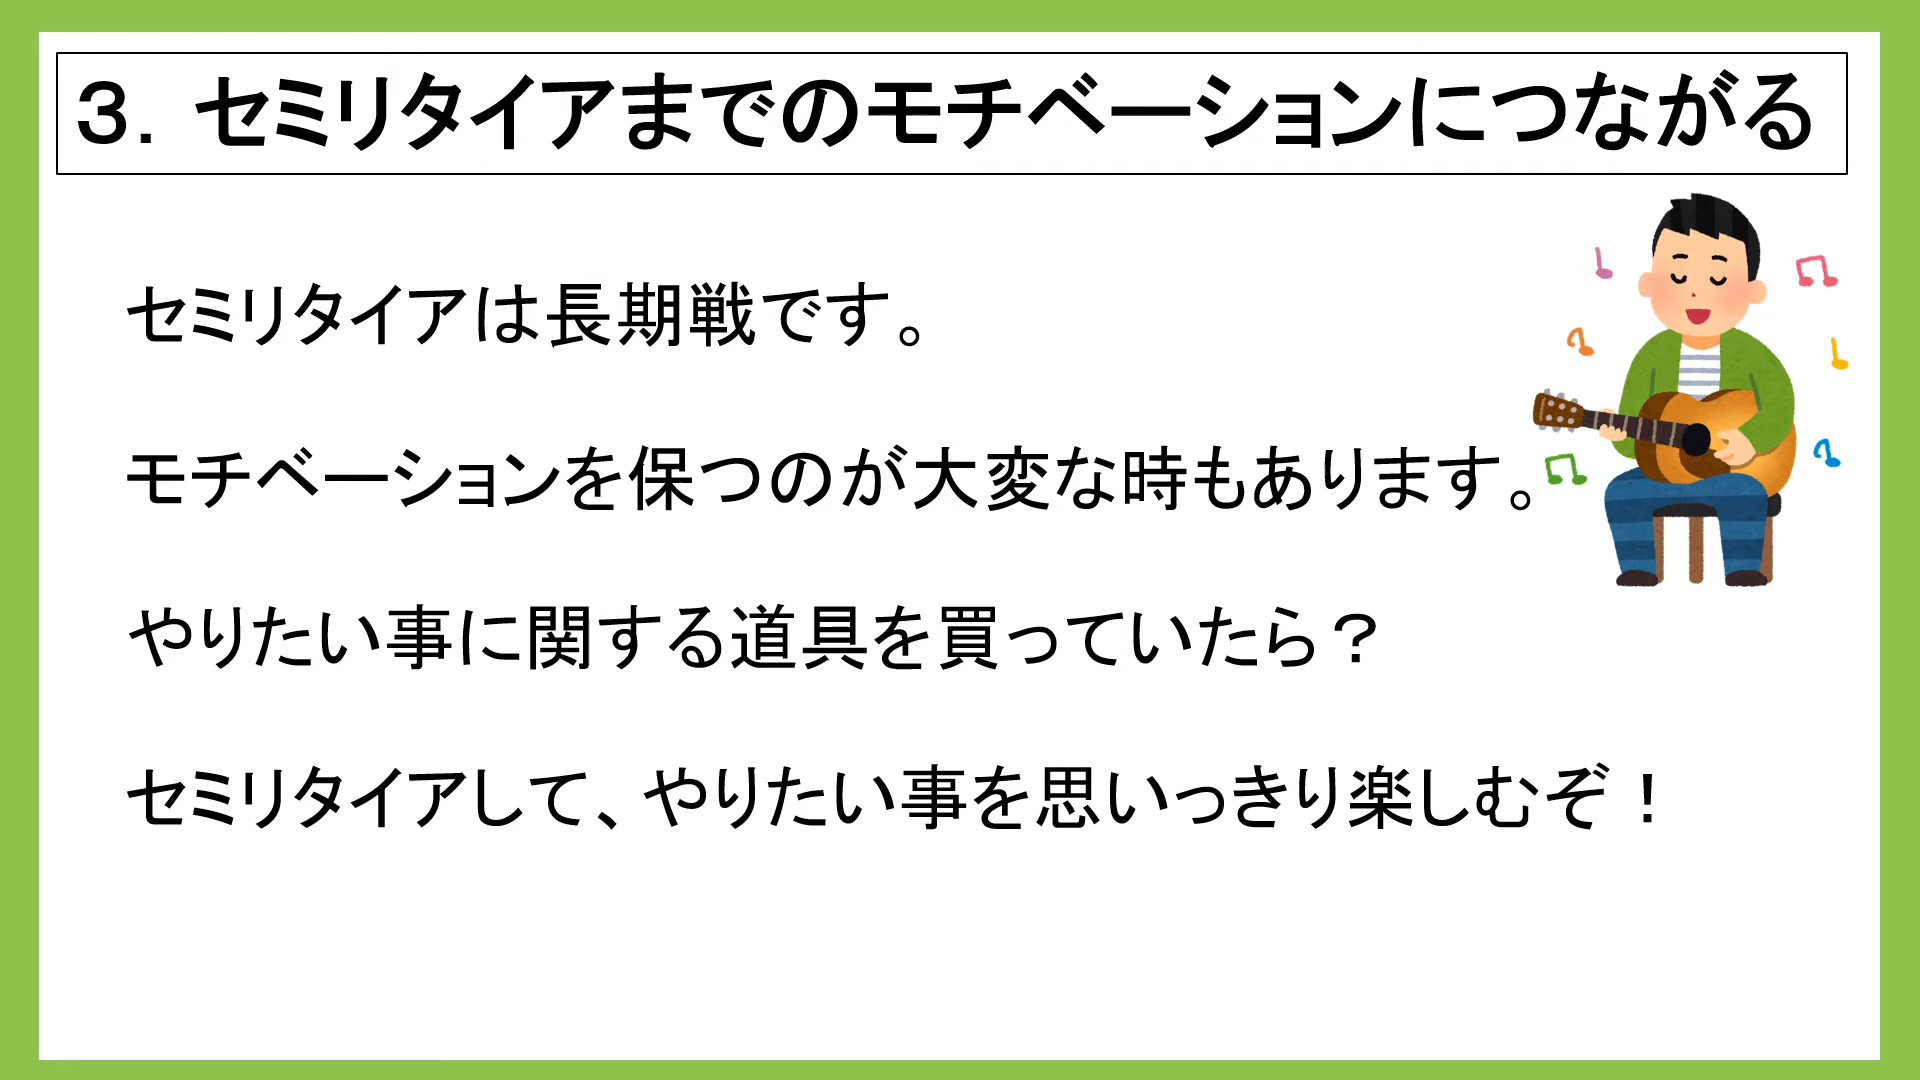 ３．セミリタイアまでのモチベーションにつながる
セミリタイアは長期戦です。
モチベーションを保つのが大変な時もあります。
やりたい事に関する道具を買っていたら？
セミリタイアして、やりたい事を思いっきり楽しむぞ！